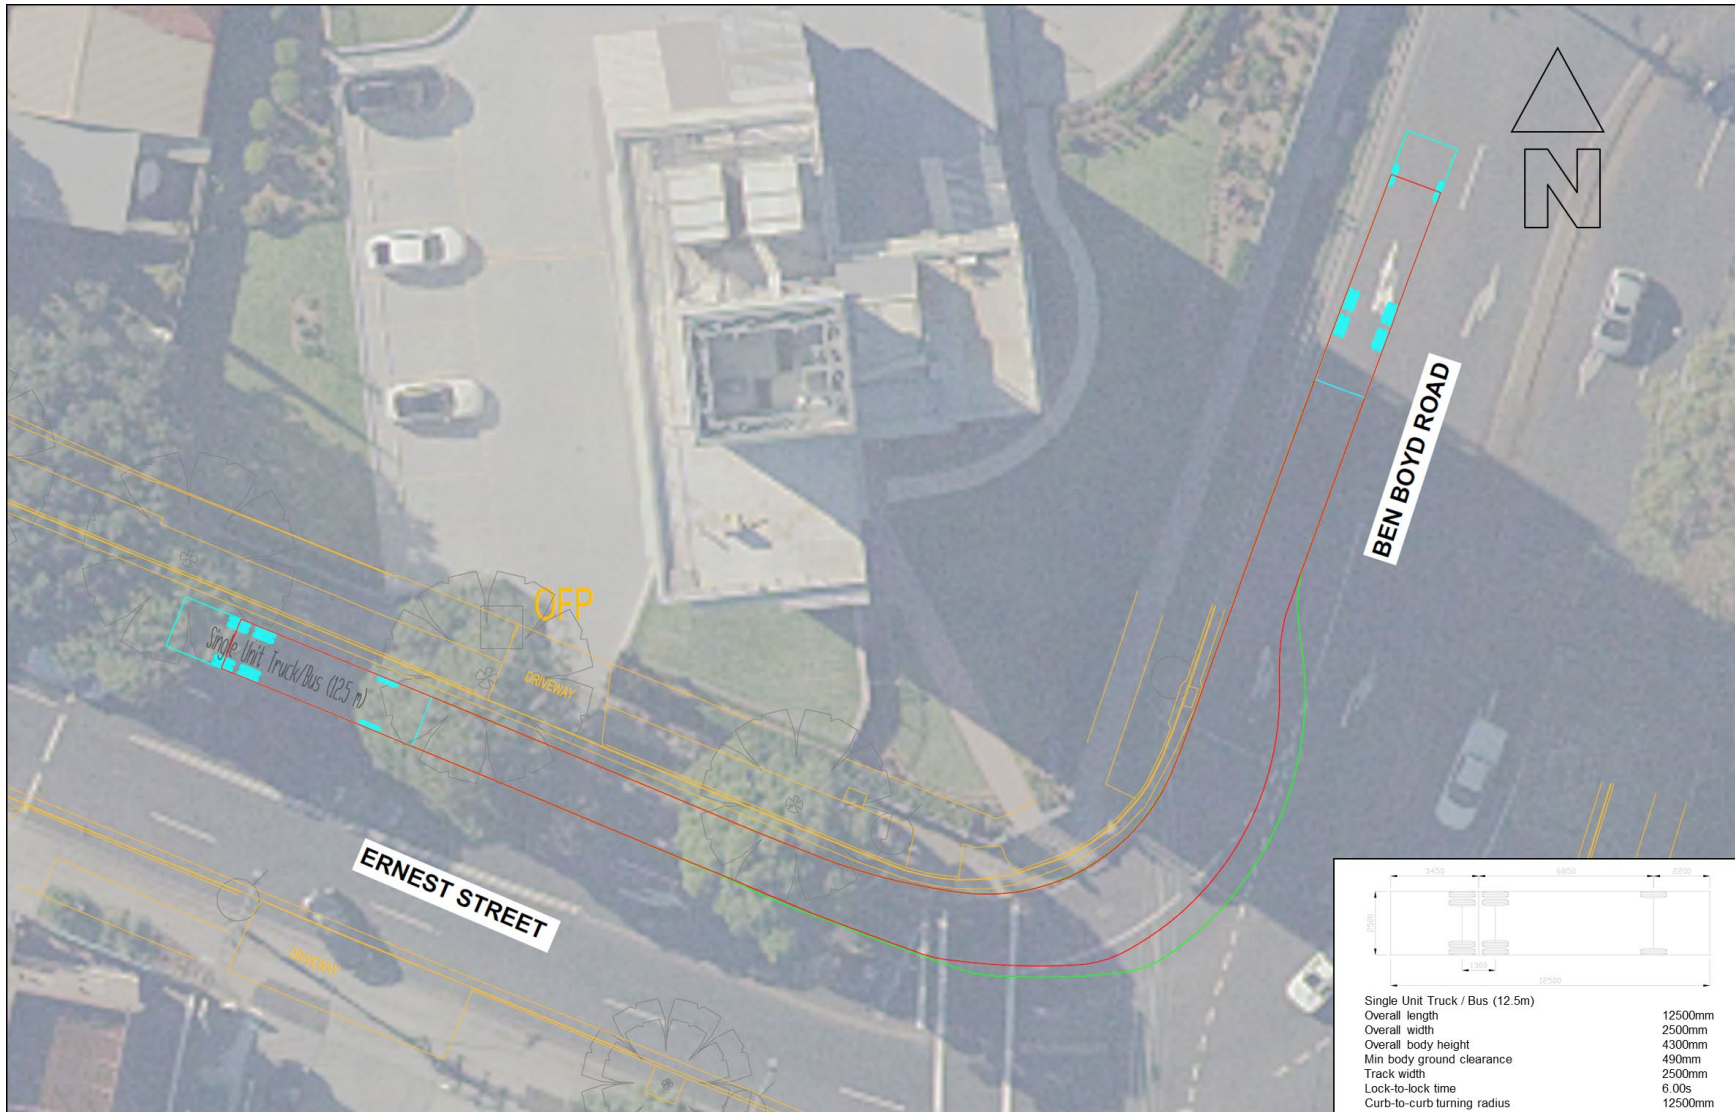 N
BEN BOYD ROAD
OFP
Single Unit Truck/Bus (12.5 m)
DRIVEWAY
ERNEST STREET
DRIVEWAY
3450 6850 2200
2500
1300
12500
Single Unit Truck / Bus (12.5m)
Overall length 12500mm
Overall width 2500mm
Overall body height 4300mm
Min body ground clearance 490mm
Track width 2500mm
Lock-to-lock time 6.00s
Curb-to-curb turning radius 12500mm